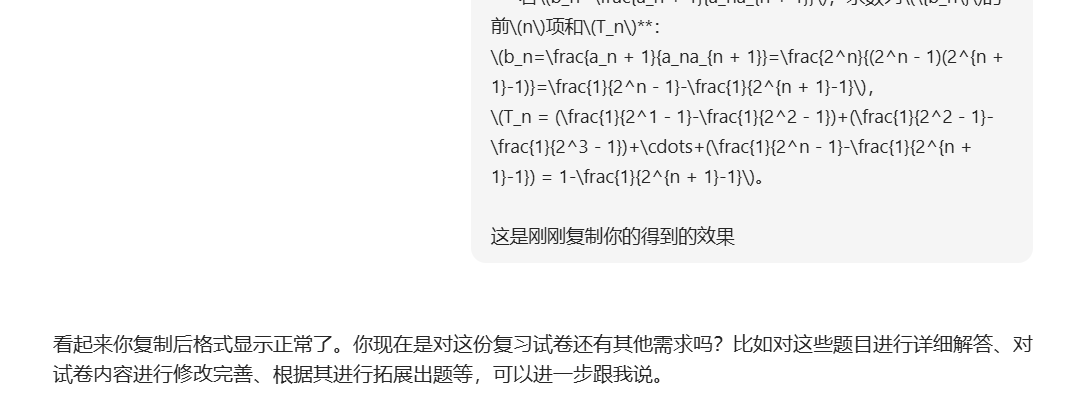 前\(n\)项和\(T_n\)**：
\(b_n=\frac{a_n + 1}{a_na_{n + 1}}=\frac{2^n}{(2^n - 1)(2^{n +
1}-1)}=\frac{1}{2^n - 1}-\frac{1}{2^{n + 1}-1}\)，
\(T_n = (\frac{1}{2^1 - 1}-\frac{1}{2^2 - 1})+(\frac{1}{2^2 - 1}-
\frac{1}{2^3 - 1})+\cdots+(\frac{1}{2^n - 1}-\frac{1}{2^{n +
1}-1}) = 1-\frac{1}{2^{n + 1}-1}\)。
这是刚刚复制你的得到的效果
看起来你复制后格式显示正常了。你现在是对这份复习试卷还有其他需求吗？比如对这些题目进行详细解答、对
试卷内容进行修改完善、根据其进行拓展出题等，可以进一步跟我说。